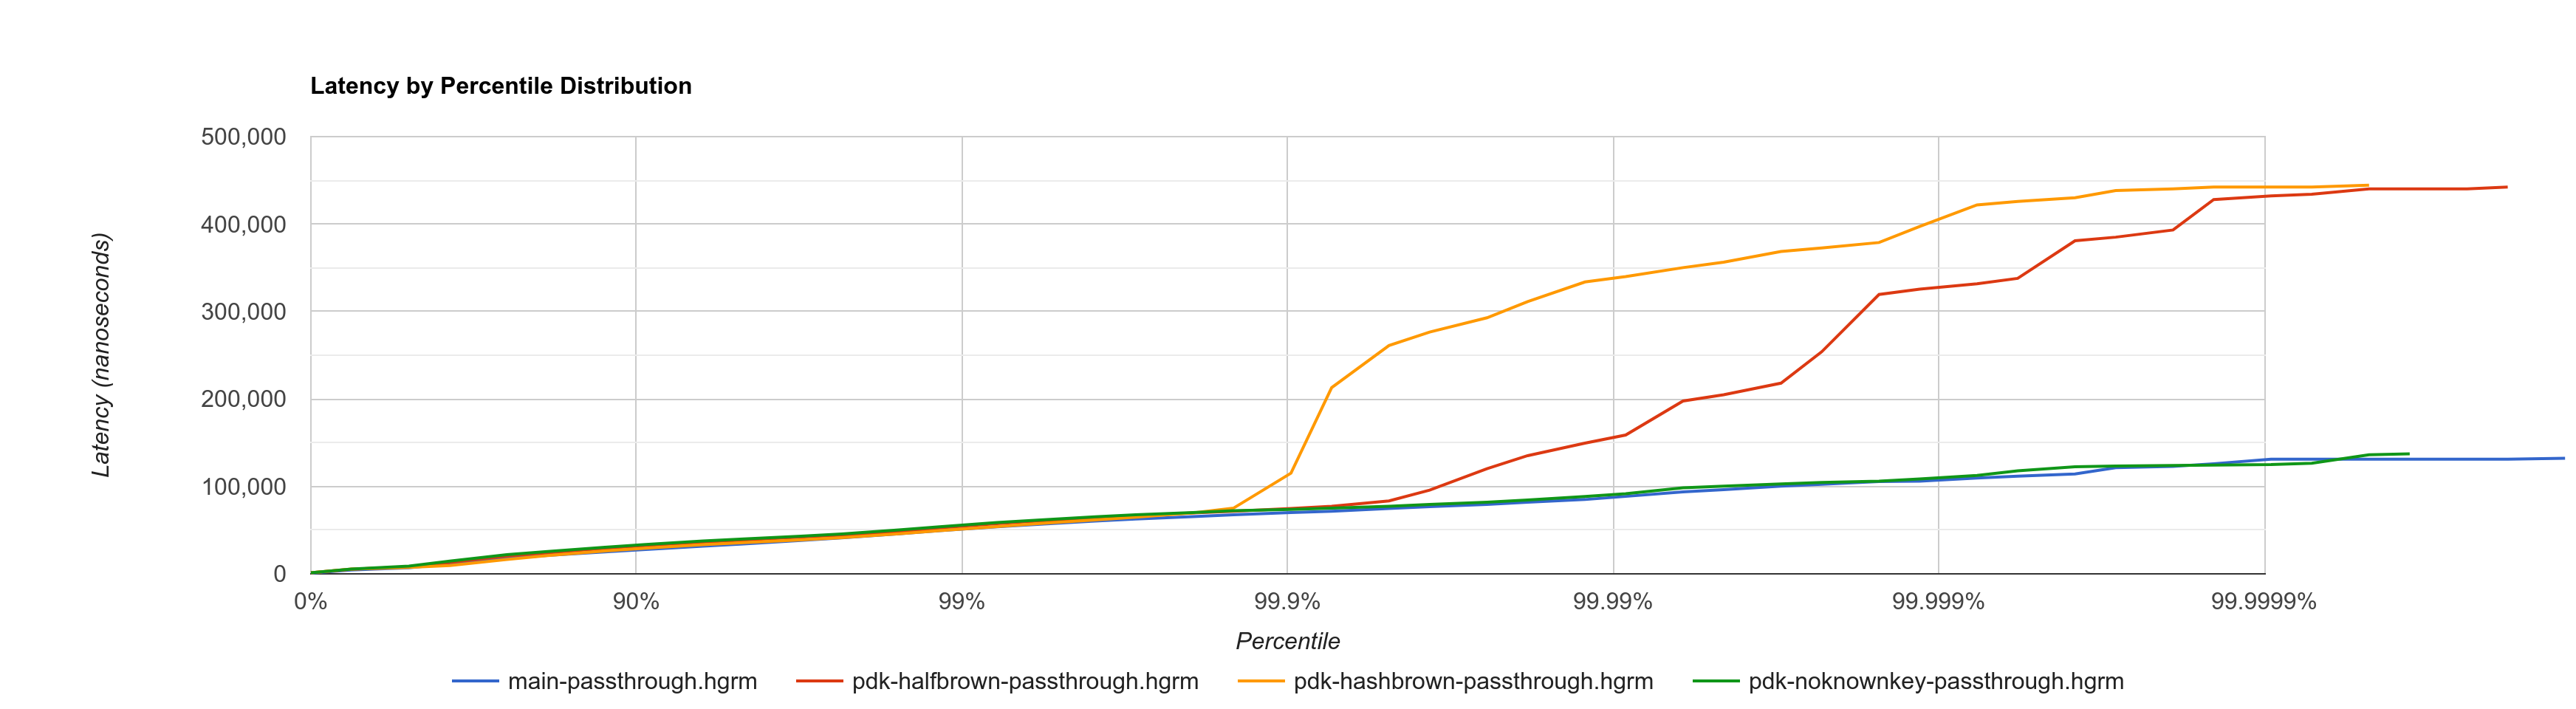 Latency by Percentile Distribution
500,000
400,000
300,000
200,000
100,000
0
Latency (nanoseconds)
0% 90% 99% 99.9% 99.99% 99.999% 99.9999%
Percentile
main-passthrough.hgrm pdk-halfbrown-passthrough.hgrm pdk-hashbrown-passthrough.hgrm pdk-noknownkey-passthrough.hgrm